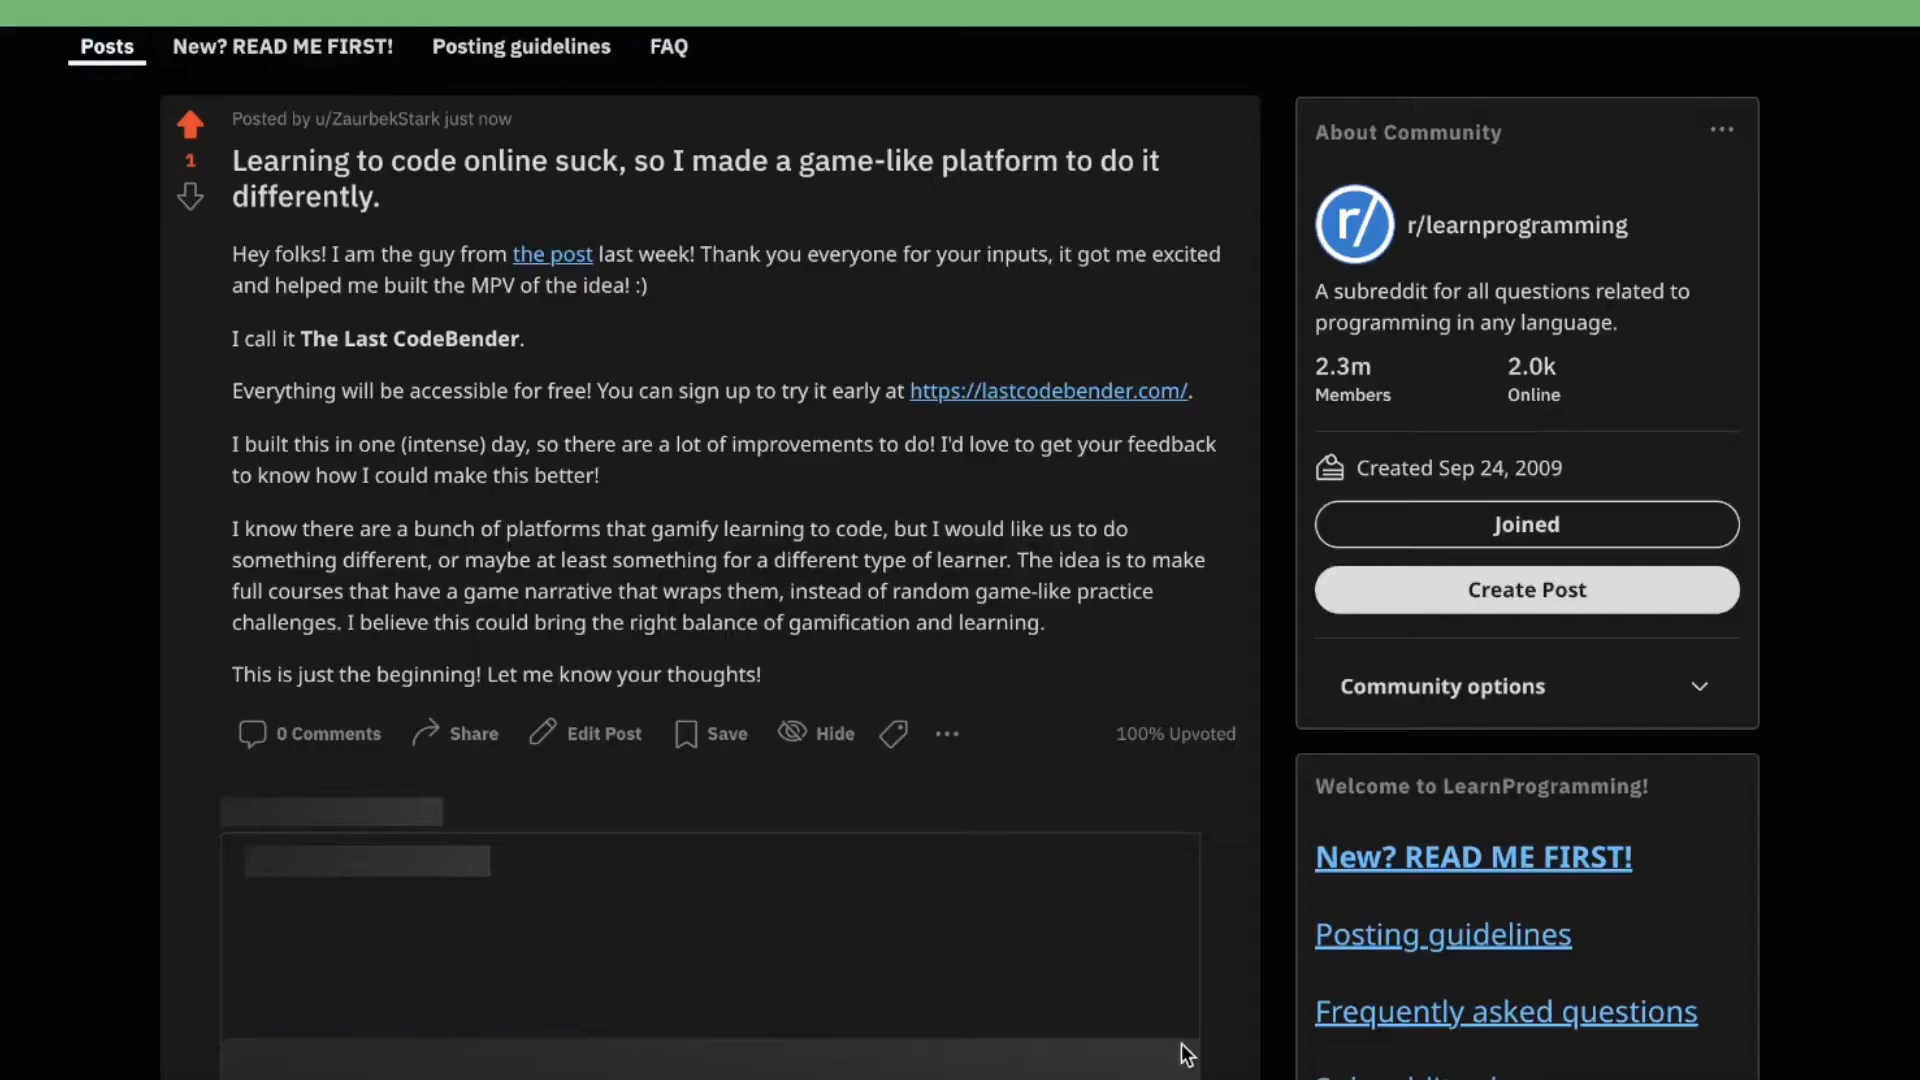 Posts New? READ ME FIRST! Posting guidelines FAQ
Posted by u/ZaurbekStark just now
1
Learning to code online suck, so I made a game-like platform to do it
differently.
Hey folks! I am the guy from the post last week! Thank you everyone for your inputs, it got me excited
and helped me built the MPV of the idea! :)
I call it The Last CodeBender.
Everything will be accessible for free! You can sign up to try it early at https://lastcodebender.com/.
I built this in one (intense) day, so there are a lot of improvements to do! I'd love to get your feedback
to know how I could make this better!
I know there are a bunch of platforms that gamify learning to code, but I would like us to do
something different, or maybe at least something for a different type of learner. The idea is to make
full courses that have a game narrative that wraps them, instead of random game-like practice
challenges. I believe this could bring the right balance of gamification and learning.
This is just the beginning! Let me know your thoughts!
0 Comments Share Edit Post Save Hide 100% Upvoted
About Community
r/
r/learnprogramming
A subreddit for all questions related to
programming in any language.
2.3m 2.0k
Members Online
Created Sep 24, 2009
Joined
Create Post
Community options
Welcome to LearnProgramming!
New? READ ME FIRST!
Posting guidelines
Frequently asked questions